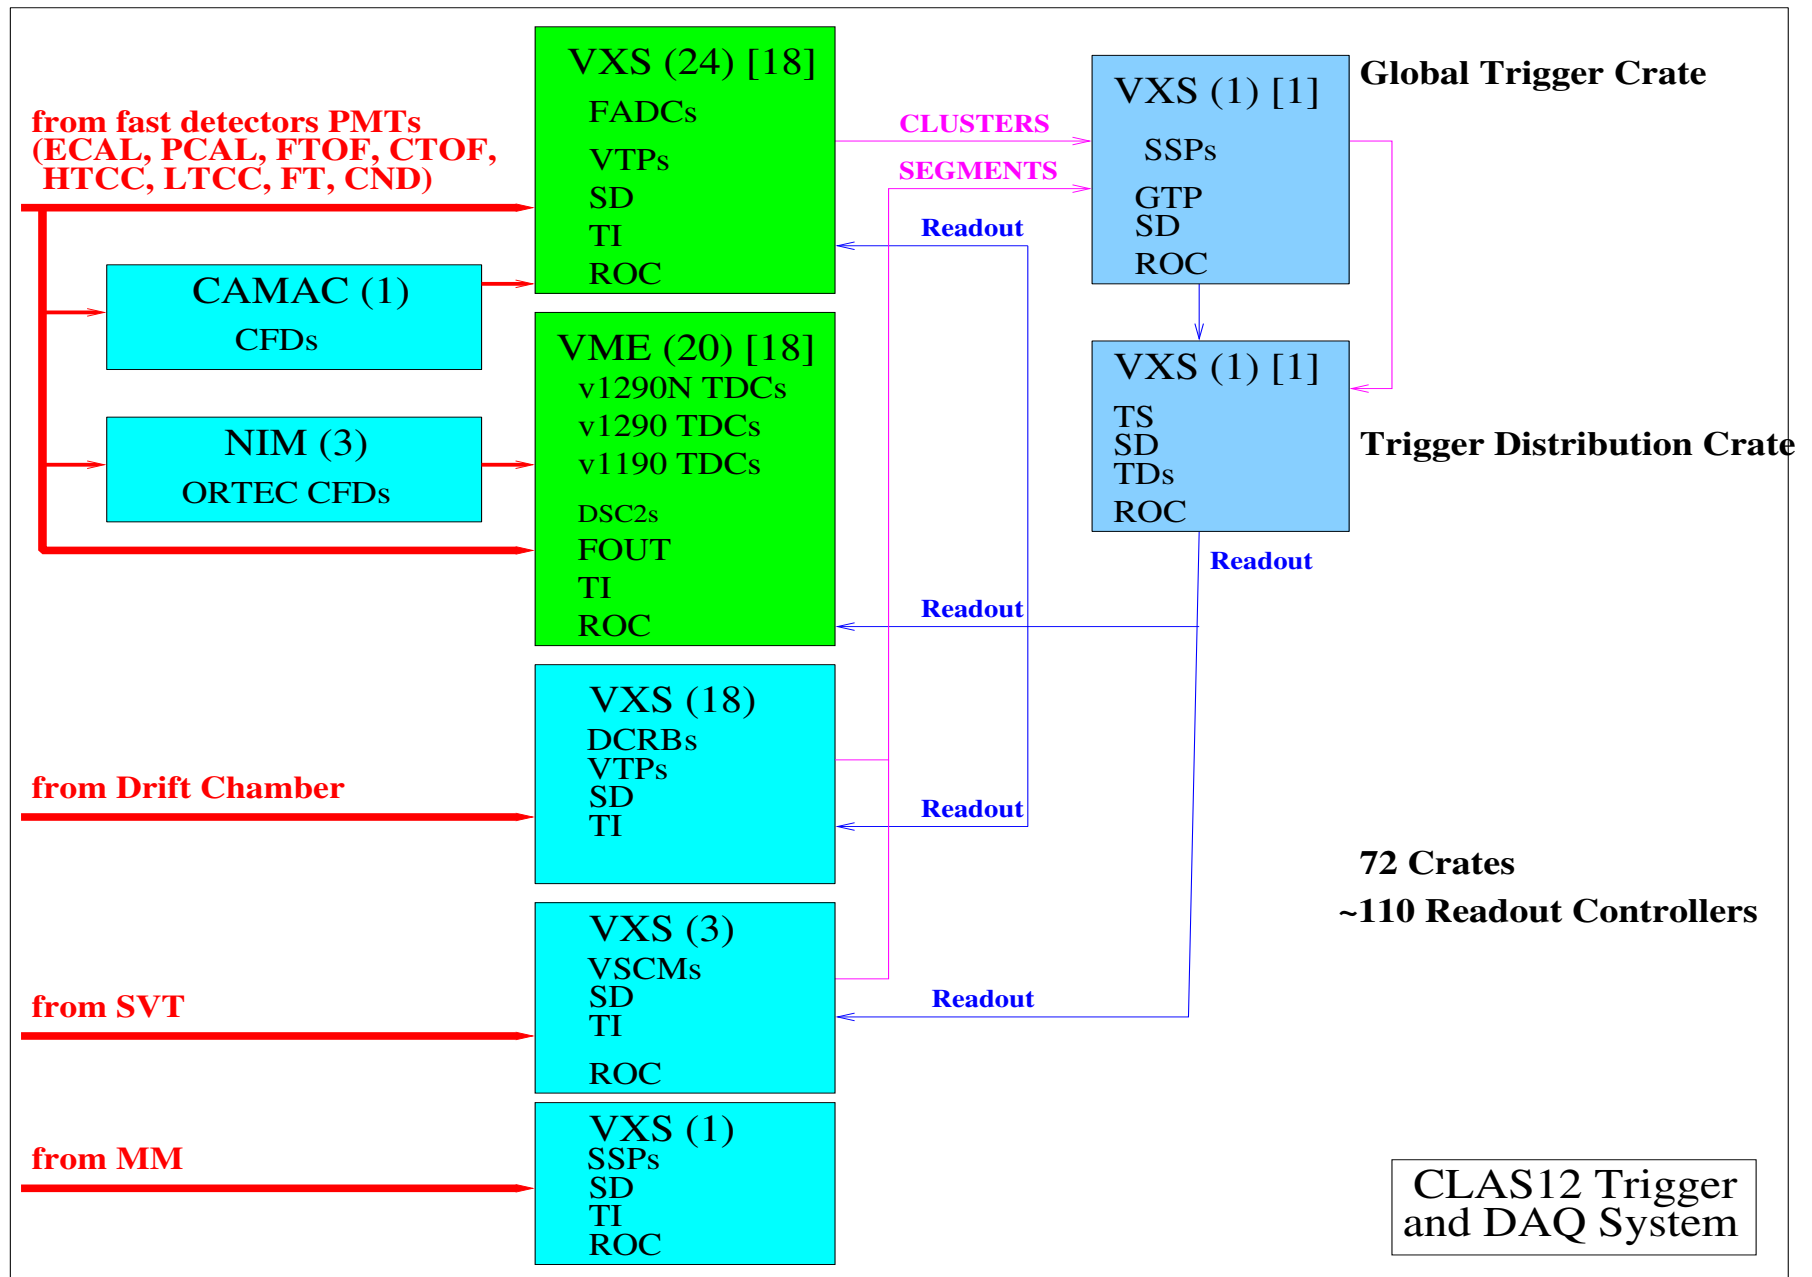 from fast detectors PMTs
(ECAL, PCAL, FTOF, CTOF,
HTCC, LTCC, FT, CND)
CAMAC (1)
CFDs
NIM (3)
ORTEC CFDs
from Drift Chamber
from SVT
from MM
VXS (24) [18]
FADCs
VTPs
SD
TI
ROC
VME (20) [18]
v1290N TDCs
v1290 TDCs
v1190 TDCs
DSC2s
FOUT
TI
ROC
VXS (18)
DCRBs
VTPs
SD
TI
VXS (3)
VSCMs
SD
TI
ROC
VXS (1)
SSPs
SD
TI
ROC
CLUSTERS
SEGMENTS
Readout
Readout
Readout
Readout
VXS (1) [1]
SSPs
GTP
SD
ROC
Global Trigger Crate
VXS (1) [1]
TS
SD
TDs
ROC
Trigger Distribution Crate
Readout
72 Crates
~110 Readout Controllers
CLAS12 Trigger
and DAQ System